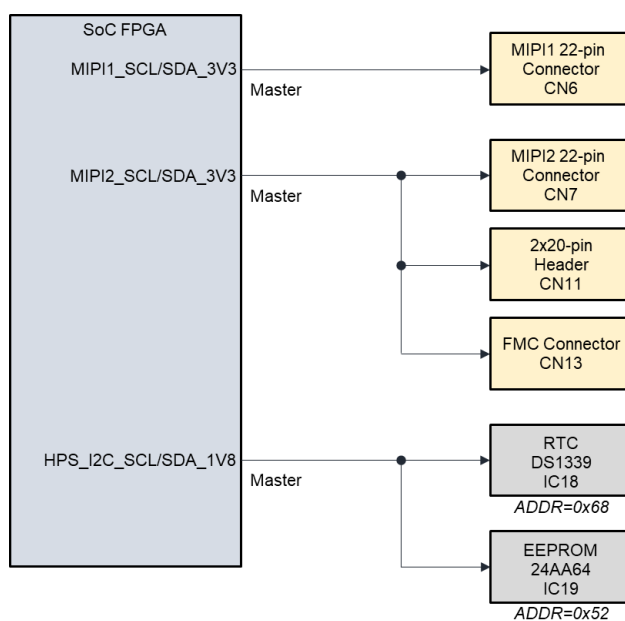 SoC FPGA
MIPI1_SCL/SDA_3V3
Master
MIPI1 22-pin
Connector
CN6
MIPI2_SCL/SDA_3V3
Master
MIPI2 22-pin
Connector
CN7
2x20-pin
Header
CN11
FMC Connector
CN13
HPS_I2C_SCL/SDA_1V8
Master
RTC
DS1339
IC18
ADDR=0x68
EEPROM
24AA64
IC19
ADDR=0x52